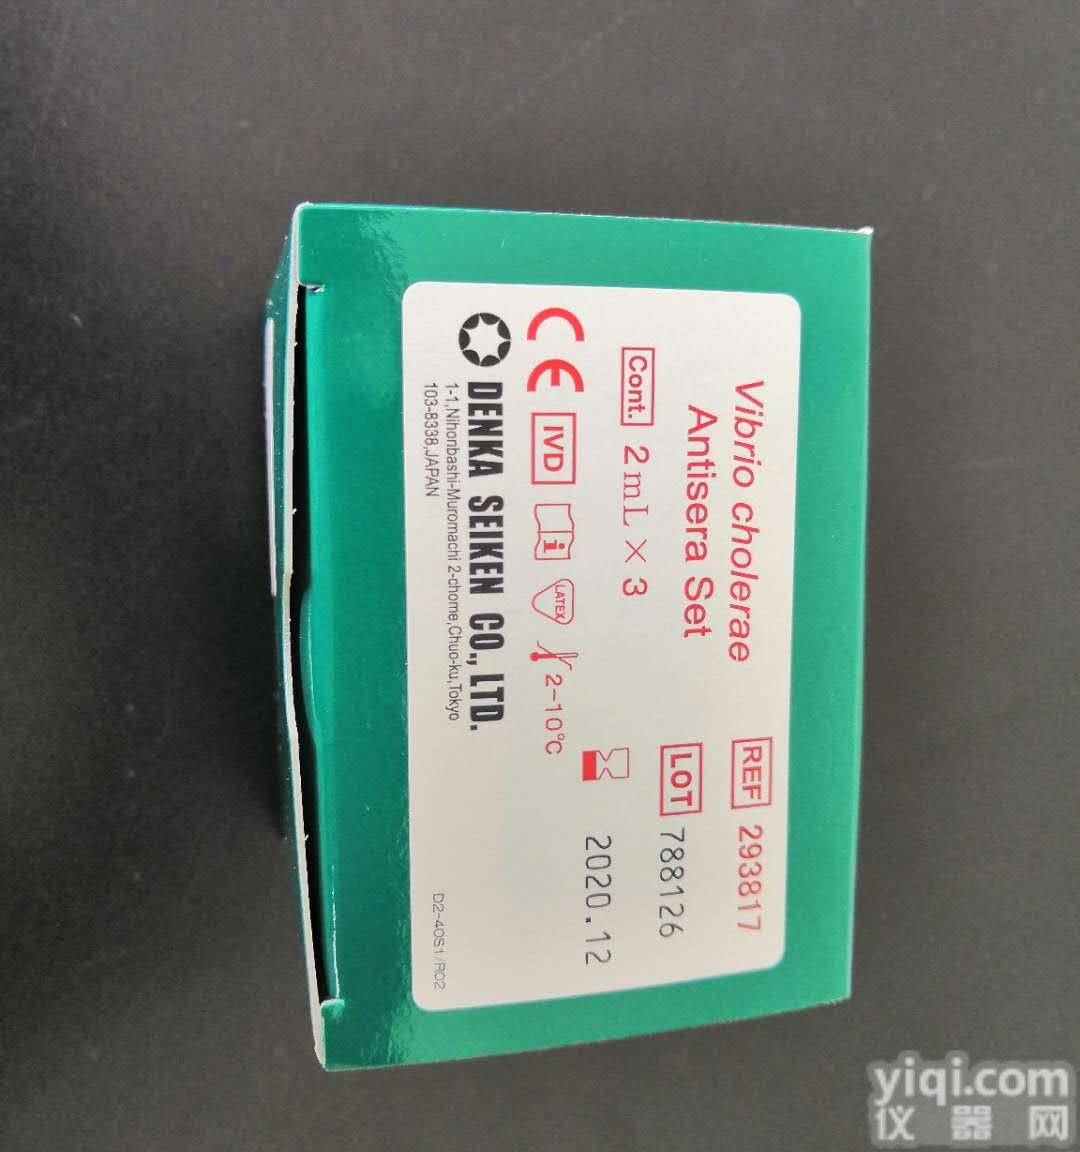 Vibrio cholerae
Antisera Set
REF 293817
LOT 788126
Cont. 2mL × 3
2020.12
CE IVD i LATEX 2-10℃
DENKA SEIKEN CO., LTD.
1-1,Nihonbashi-Muromachi 2-chome,Chuo-ku,Tokyo
103-8338,JAPAN
D2-40S1/R02
yiqi.com
仪器网